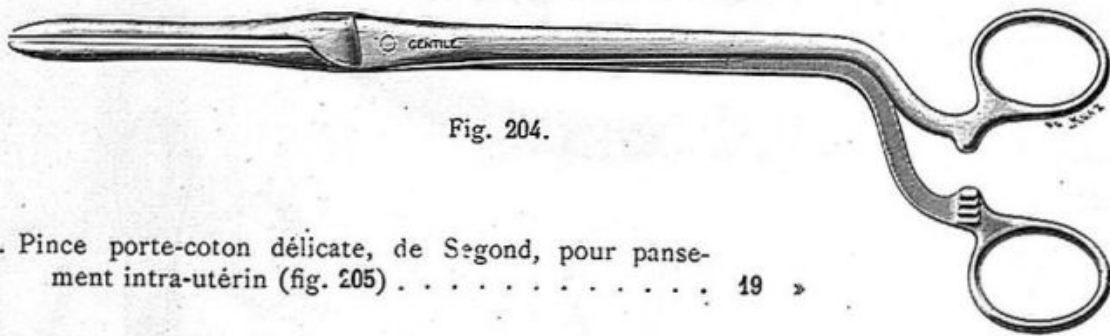 GENTILE
Fig. 204.
. Pince porte-coton délicate, de Segond, pour panse-
ment intra-utérin (fig. 205) . . . . . . . . . . . . . 19 »